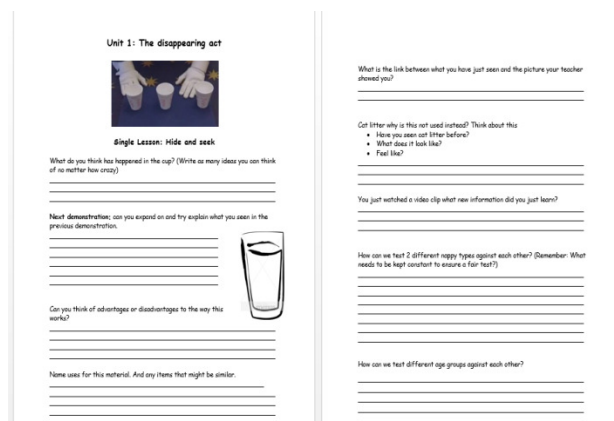 Unit 1: The disappearing act
Single Lesson: Hide and seek
What do you think has happened in the cup? (Write as many ideas you can think
of no matter how crazy)
Next demonstration; can you expand on and try explain what you seen in the
previous demonstration.
Can you think of advantages or disadvantages to the way this
works?
Name uses for this material. And any items that might be similar.
What is the link between what you have just seen and the picture your teacher
showed you?
Cat litter why is this not used instead? Think about this
• Have you seen cat litter before?
• What does it look like?
• Feel like?
You just watched a video clip what new information did you just learn?
How can we test 2 different nappy types against each other? (Remember: What
needs to be kept constant to ensure a fair test?)
How can we test different age groups against each other?